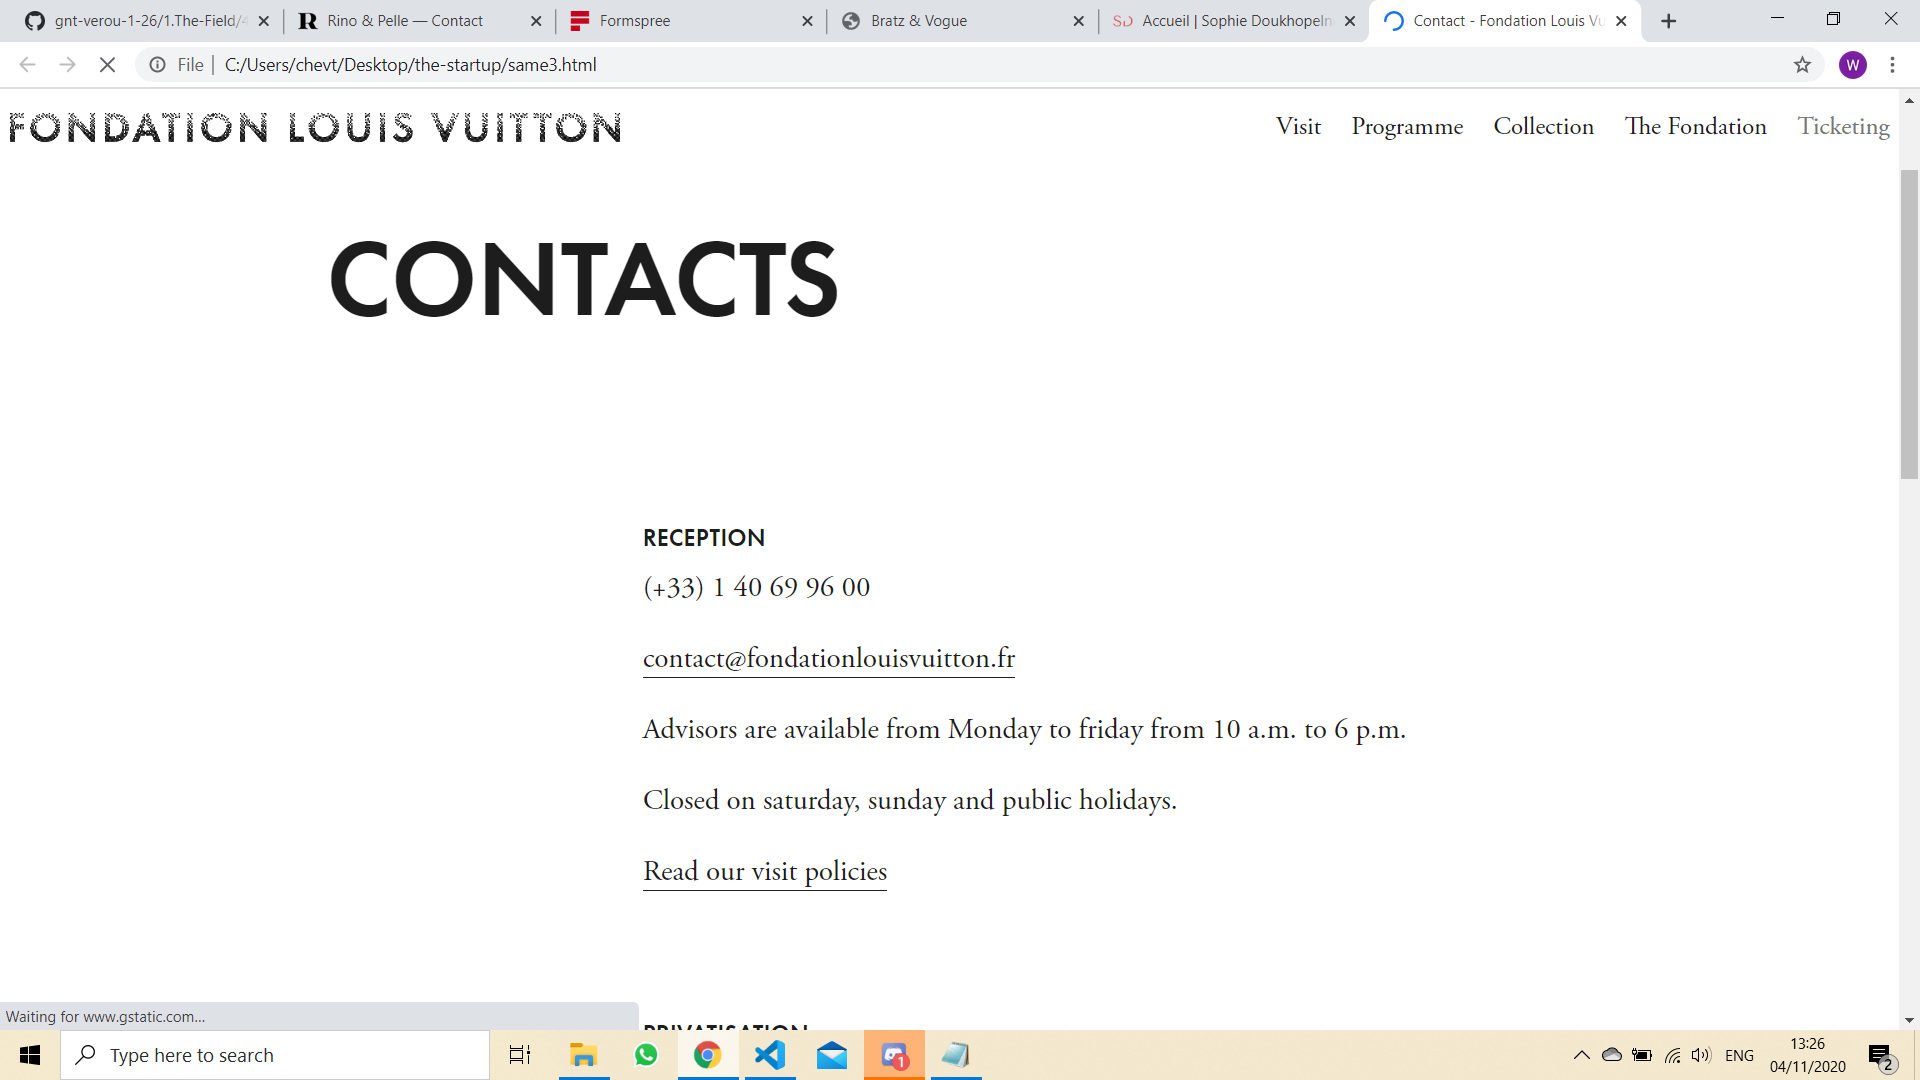 gnt-verou-1-26/1.The-Field/
Rino & Pelle — Contact
Formspree
Bratz & Vogue
Accueil | Sophie Doukhopeln
Contact - Fondation Louis Vu
File
C:/Users/chevt/Desktop/the-startup/same3.html
W
FONDATION LOUIS VUITTON
Visit
Programme
Collection
The Fondation
Ticketing
CONTACTS
RECEPTION
(+33) 1 40 69 96 00
contact@fondationlouisvuitton.fr
Advisors are available from Monday to friday from 10 a.m. to 6 p.m.
Closed on saturday, sunday and public holidays.
Read our visit policies
PRIVATISATION
Waiting for www.gstatic.com...
Type here to search
1
ENG
13:26
04/11/2020
2